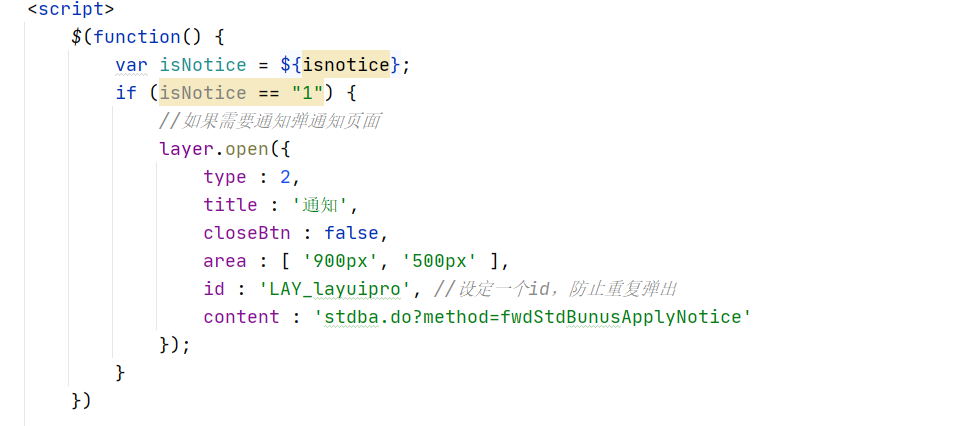 <script>
$(function() {
var isNotice = ${isnotice};
if (isNotice == "1") {
//如果需要通知弹通知页面
layer.open({
type : 2,
title : '通知',
closeBtn : false,
area : [ '900px', '500px' ],
id : 'LAY_layuipro', //设定一个id，防止重复弹出
content : 'stdba.do?method=fwdStdBunusApplyNotice'
});
}
})